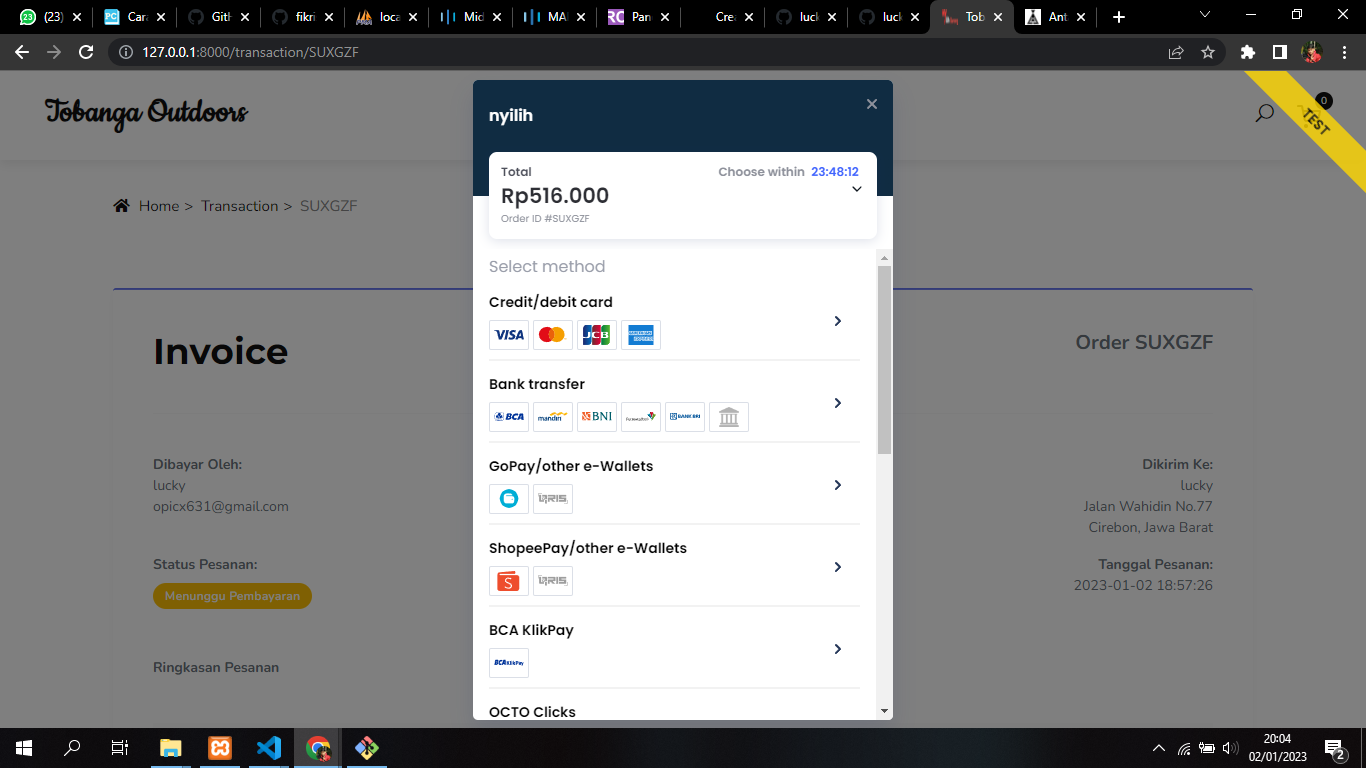 (23)
Cara
Gith
fikri
loca
Mid
MA
Pan
Crea
luck
luck
Tob
Ant
127.0.0.1:8000/transaction/SUXGZF
Tobanga Outdoors
0
TEST
Home > Transaction > SUXGZF
nyilih
Total
Choose within 23:48:12
Rp516.000
Order ID #SUXGZF
Select method
Credit/debit card
VISA
JCB
Bank transfer
BCA
mandiri
BNI
PermataBank
BANK BRI
GoPay/other e-Wallets
QRIS
ShopeePay/other e-Wallets
S
QRIS
BCA KlikPay
BCA KlikPay
OCTO Clicks
Invoice
Order SUXGZF
Dibayar Oleh:
lucky
opicx631@gmail.com
Dikirim Ke:
lucky
Jalan Wahidin No.77
Cirebon, Jawa Barat
Status Pesanan:
Menunggu Pembayaran
Tanggal Pesanan:
2023-01-02 18:57:26
Ringkasan Pesanan
20:04
02/01/2023
2